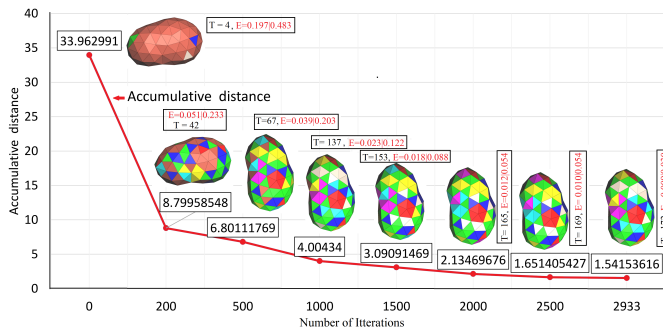 40
35
30
25
20
15
10
5
0
Accumulative distance
33.962991
T = 4 , E=0.197|0.483
Accumulative distance
E=0.051|0.233
T = 42
T=67, E=0.039|0.203
T = 137 , E=0.023|0.122
T=153, E=0.018|0.088
T= 165, E=0.012|0.054
T= 169, E= 0.010|0.054
8.79958548
6.80111769
4.00434
3.09091469
2.13469676
1.651405427
1.54153616
0
200
500
1000
1500
2000
2500
2933
Number of Itterations